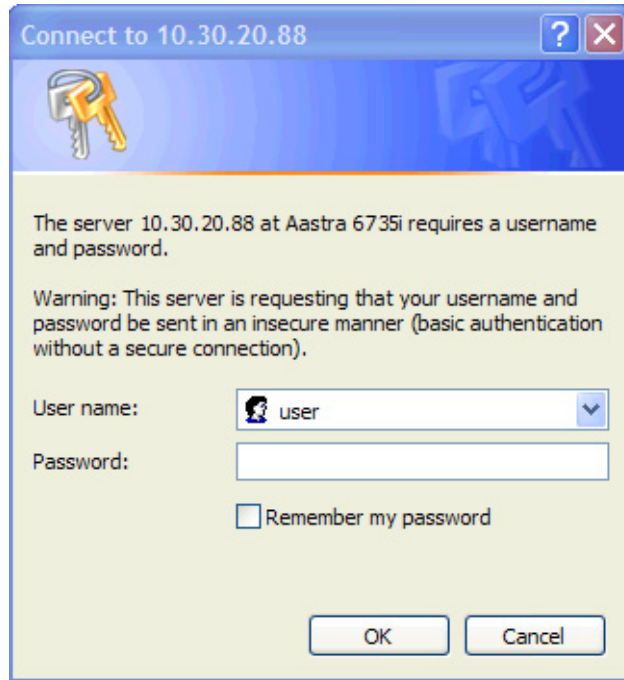 Connect to 10.30.20.88
?
The server 10.30.20.88 at Aastra 6735i requires a username
and password.
Warning: This server is requesting that your username and
password be sent in an insecure manner (basic authentication
without a secure connection).
User name:
user
Password:
Remember my password
OK
Cancel